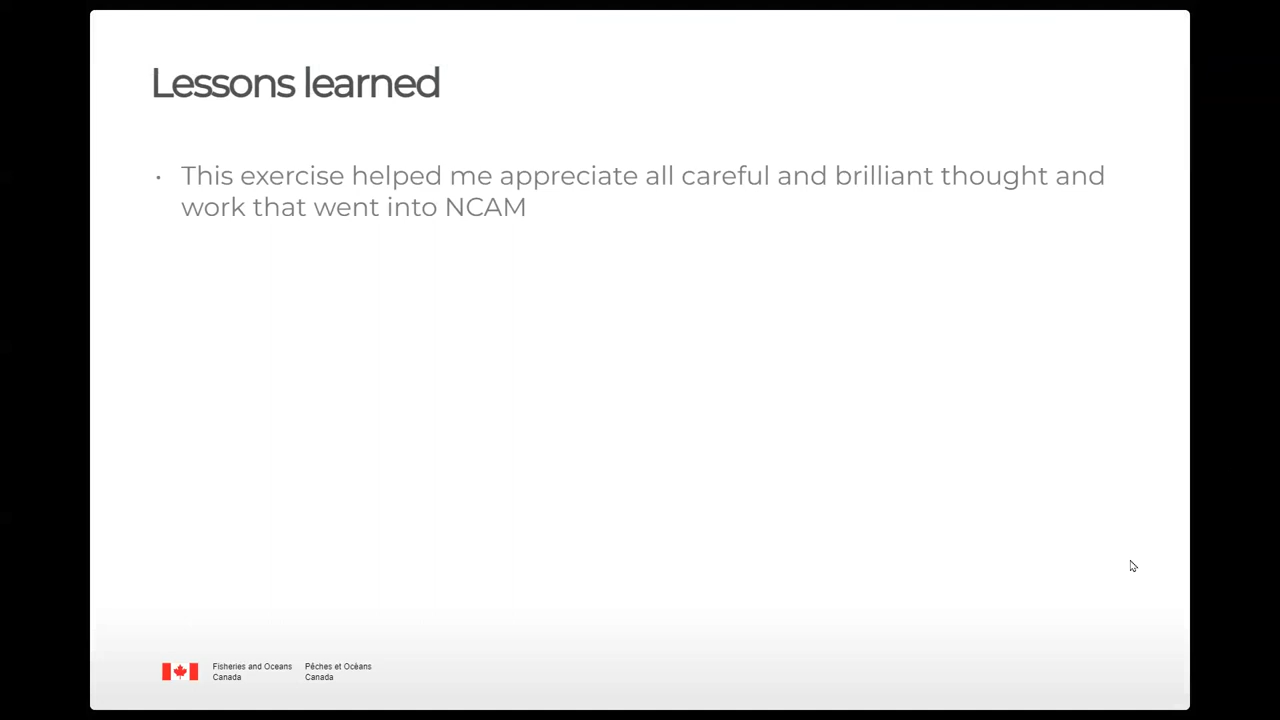 Lessons learned
· This exercise helped me appreciate all careful and brilliant thought and
work that went into NCAM
Fisheries and Oceans
Canada
Pêches et Océans
Canada